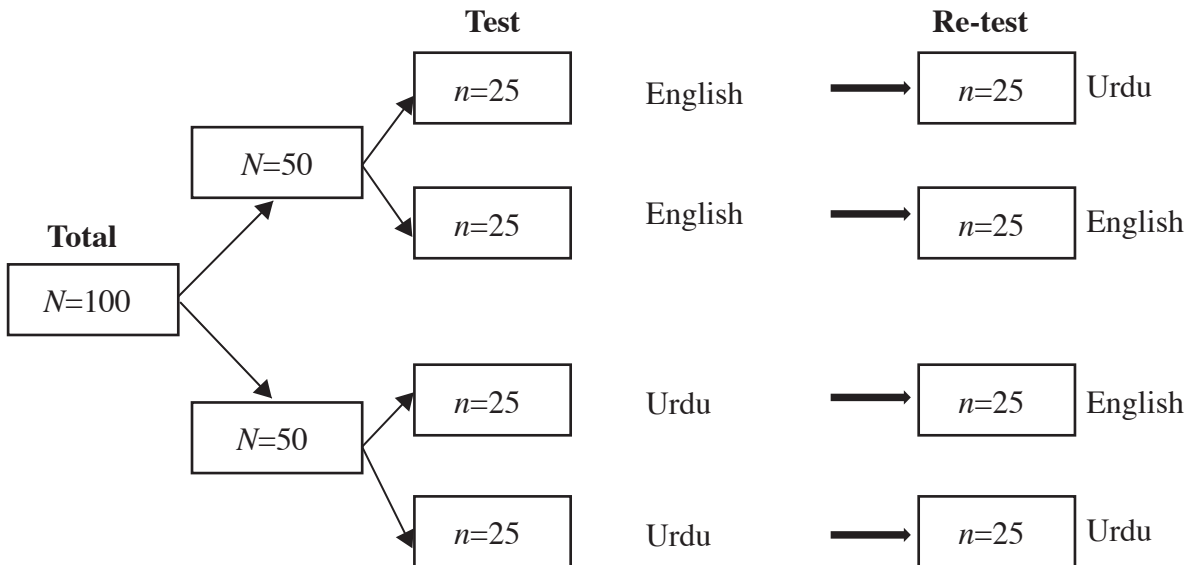 Test Re-test
n=25 English n=25 Urdu
N=50
n=25 English n=25 English
Total
N=100
n=25 Urdu n=25 English
N=50
n=25 Urdu n=25 Urdu